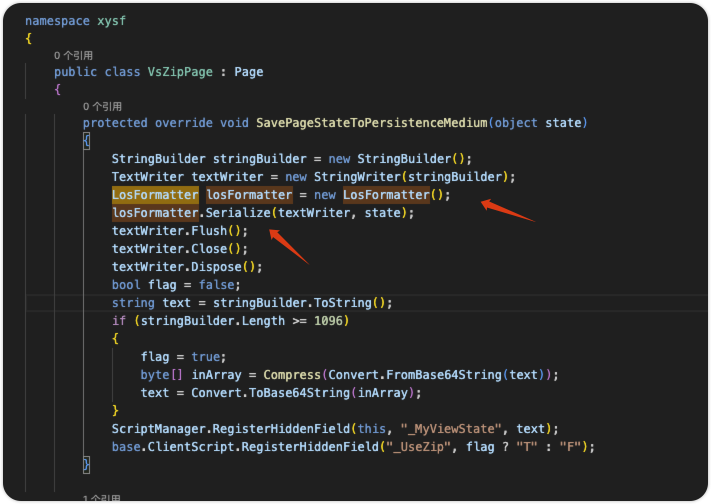 namespace xysf
{
0 个引用
public class VsZipPage : Page
{
0 个引用
protected override void SavePageStateToPersistenceMedium(object state)
{
StringBuilder stringBuilder = new StringBuilder();
TextWriter textWriter = new StringWriter(stringBuilder);
LosFormatter losFormatter = new LosFormatter();
losFormatter.Serialize(textWriter, state);
textWriter.Flush();
textWriter.Close();
textWriter.Dispose();
bool flag = false;
string text = stringBuilder.ToString();
if (stringBuilder.Length >= 1096)
{
flag = true;
byte[] inArray = Compress(Convert.FromBase64String(text));
text = Convert.ToBase64String(inArray);
}
ScriptManager.RegisterHiddenField(this, "_MyViewState", text);
base.ClientScript.RegisterHiddenField("_UseZip", flag ? "T" : "F");
}
1 个引用